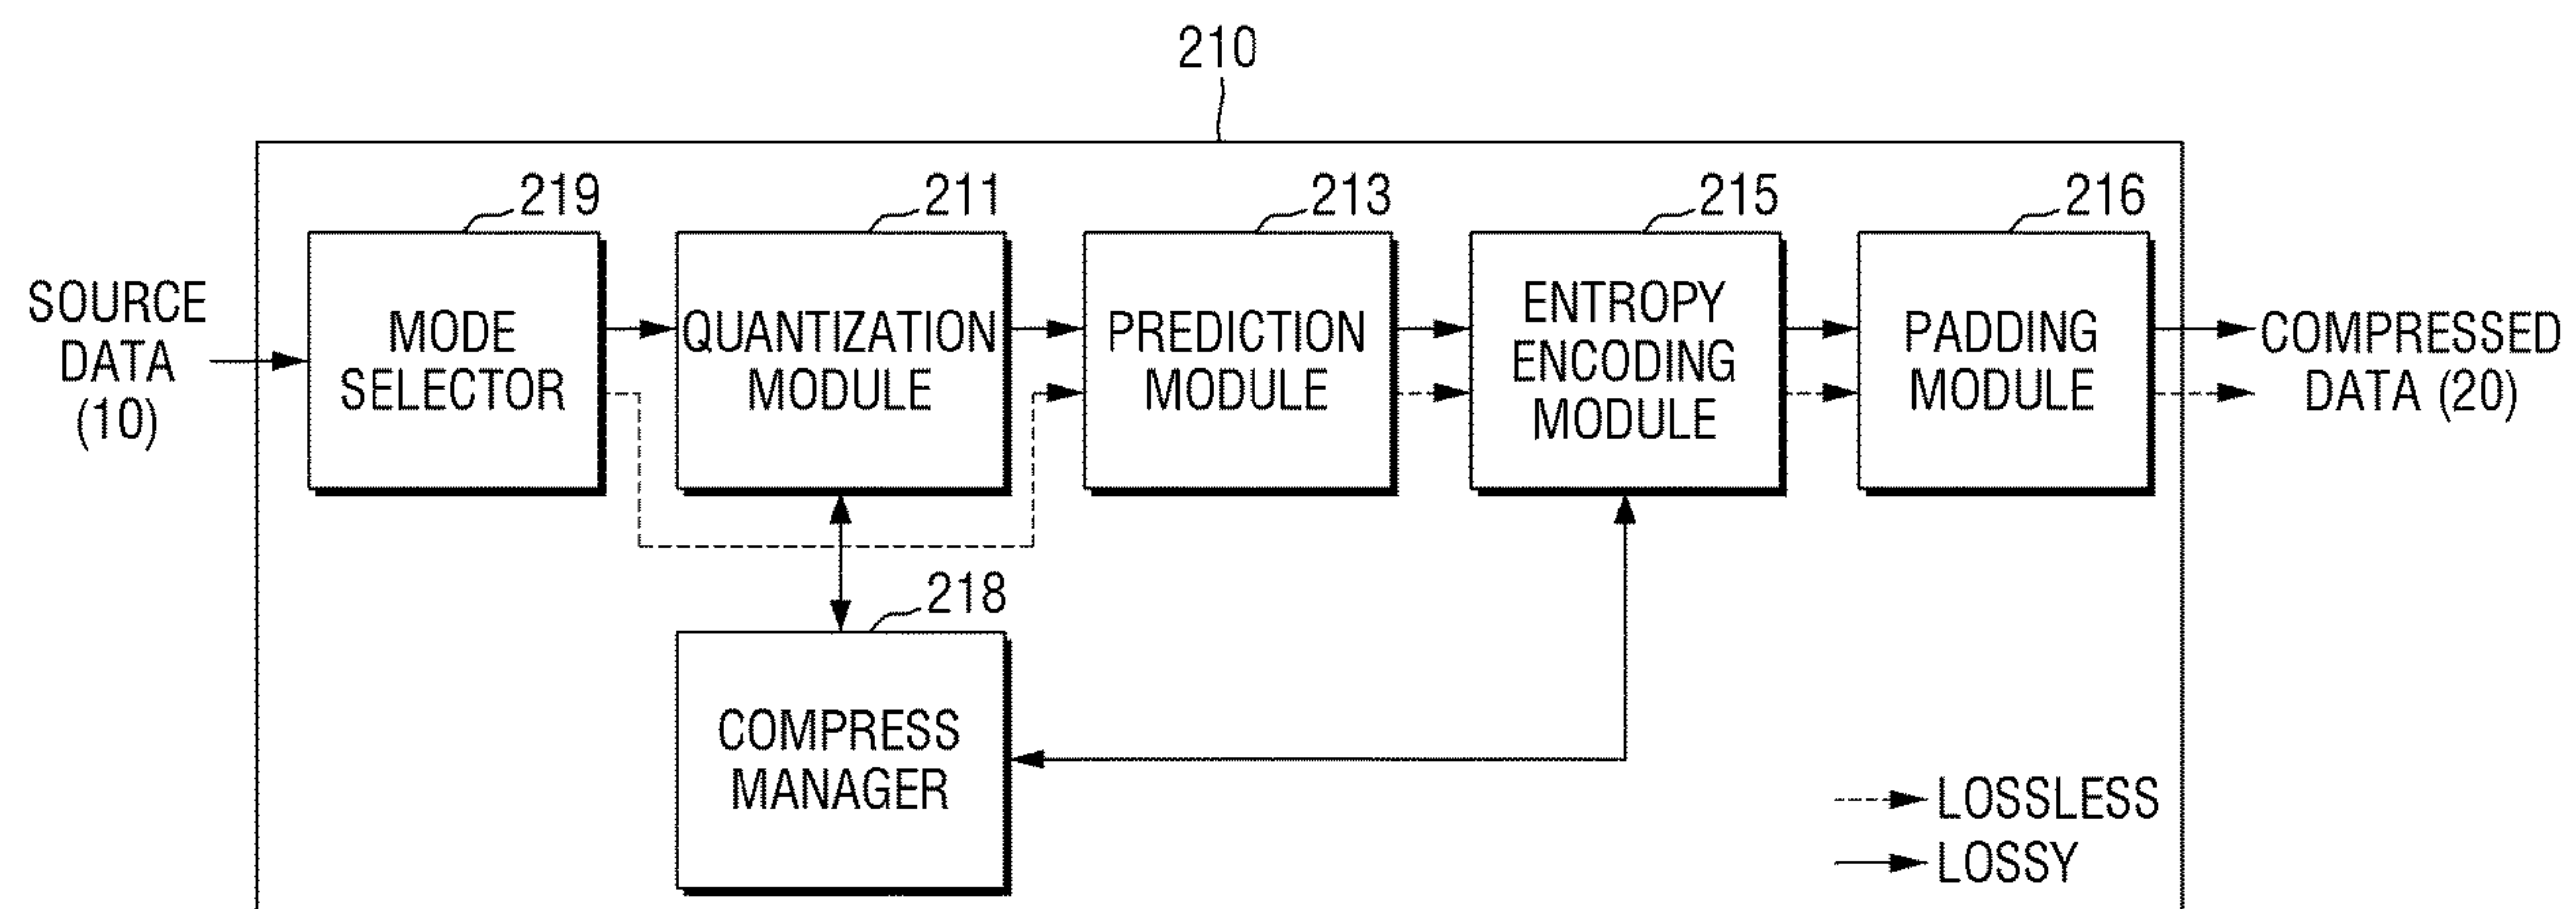 210
219
211
213
215
216
SOURCE
DATA
(10)
MODE
SELECTOR
QUANTIZATION
MODULE
PREDICTION
MODULE
ENTROPY
ENCODING
MODULE
PADDING
MODULE
COMPRESSED
DATA (20)
218
COMPRESS
MANAGER
LOSSLESS
LOSSY